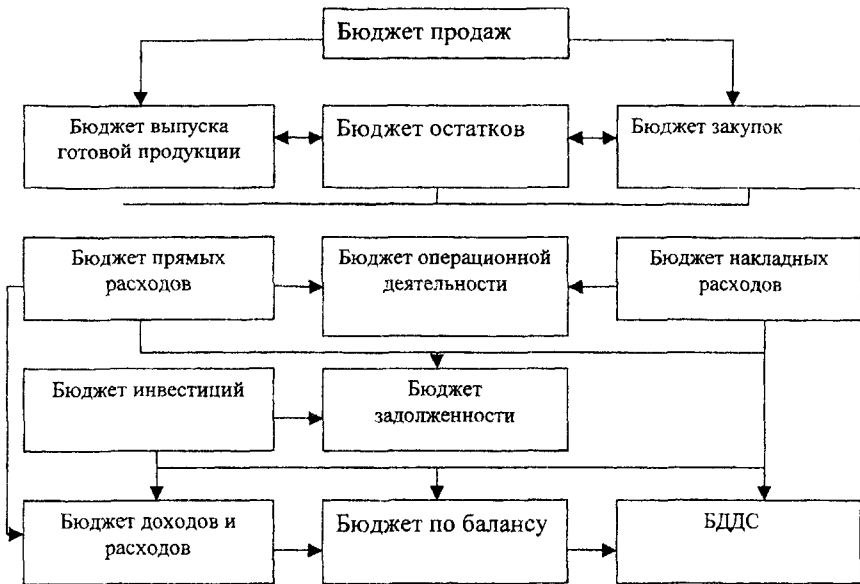 Бюджет продаж
Бюджет выпуска
готовой продукции
Бюджет остатков
Бюджет закупок
Бюджет прямых
расходов
Бюджет операционной
деятельности
Бюджет накладных
расходов
Бюджет инвестиций
Бюджет
задолженности
Бюджет доходов и
расходов
Бюджет по балансу
БДДС